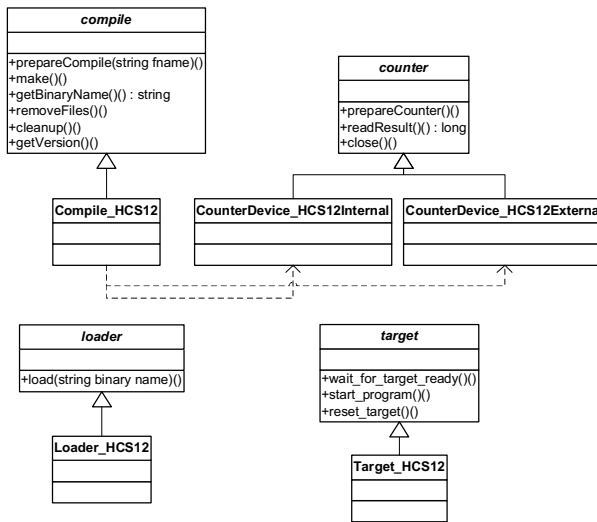 compile
+prepareCompile(string fname)()
+make()()
+getBinaryName()() : string
+removeFiles()()
+cleanup()()
+getVersion()()
counter
+prepareCounter()()
+readResult()() : long
+close()()
Compile_HCS12
CounterDevice_HCS12Internal
CounterDevice_HCS12External
loader
+load(string binary name)()
target
+wait_for_target_ready()()
+start_program()()
+reset_target()()
Loader_HCS12
Target_HCS12